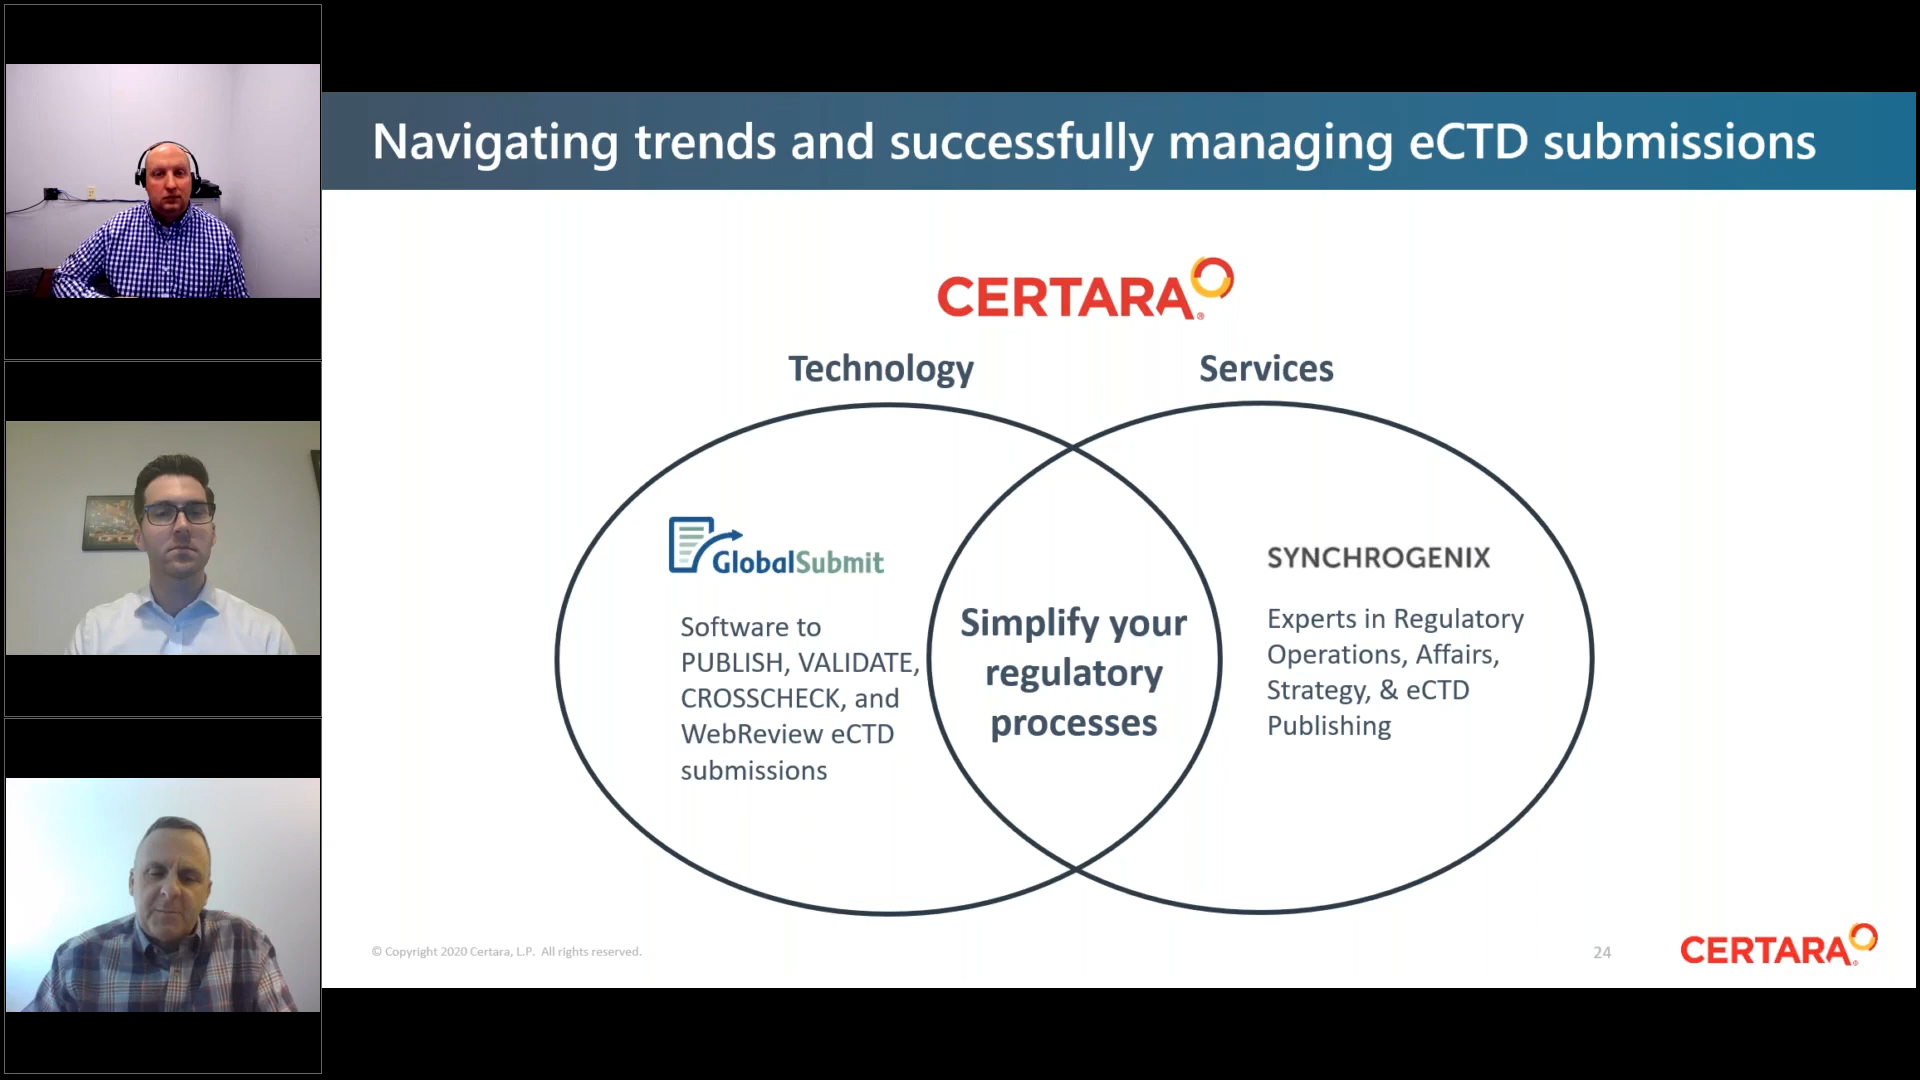 Navigating trends and successfully managing eCTD submissions
CERTARA®
Technology
Services
GlobalSubmit
Software to
PUBLISH, VALIDATE,
CROSSCHECK, and
WebReview eCTD
submissions
Simplify your
regulatory
processes
SYNCHROGENIX
Experts in Regulatory
Operations, Affairs,
Strategy, & eCTD
Publishing
© Copyright 2020 Certara, L.P. All rights reserved.
24
CERTARA®